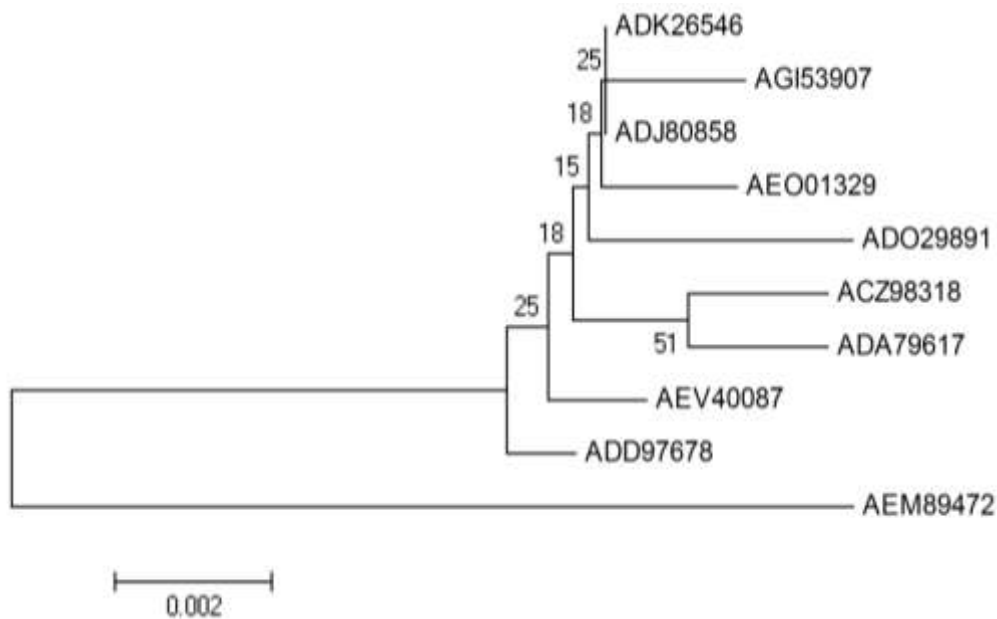 ADK26546
25
AGI53907
18
ADJ80858
15
AEO01329
18
ADO29891
ACZ98318
25
51
ADA79617
AEV40087
ADD97678
AEM89472
0.002